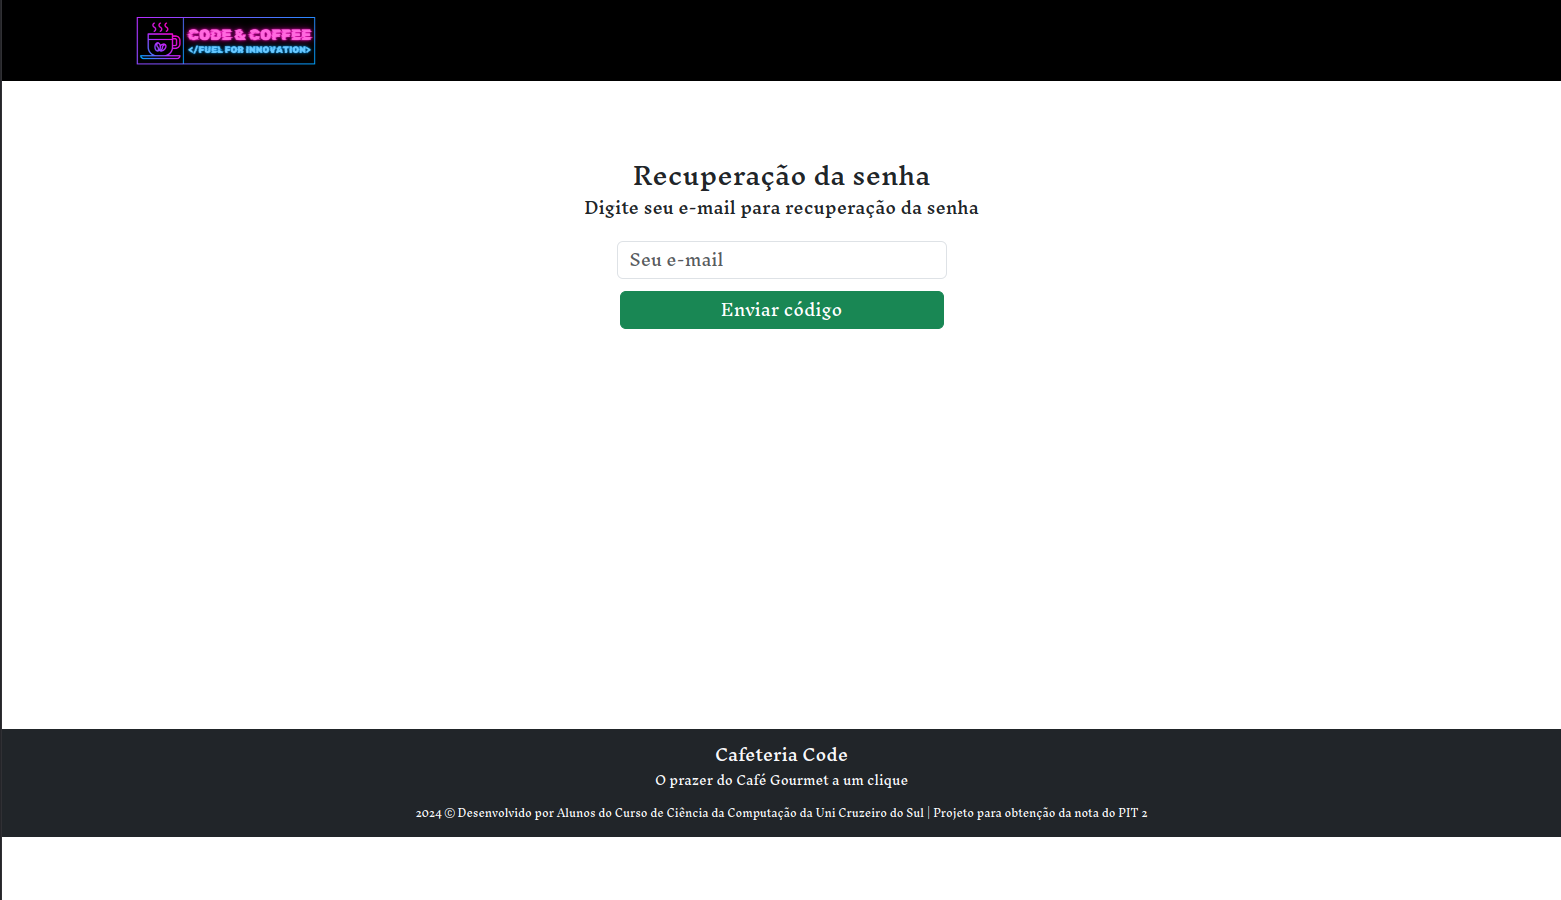 CODE & COFFEE
</FUEL FOR INNOVATION>
Recuperação da senha
Digite seu e-mail para recuperação da senha
Seu e-mail
Enviar código
Cafeteria Code
O prazer do Café Gourmet a um clique
2024 © Desenvolvido por Alunos do Curso de Ciência da Computação da Uni Cruzeiro do Sul | Projeto para obtenção da nota do PIT 2